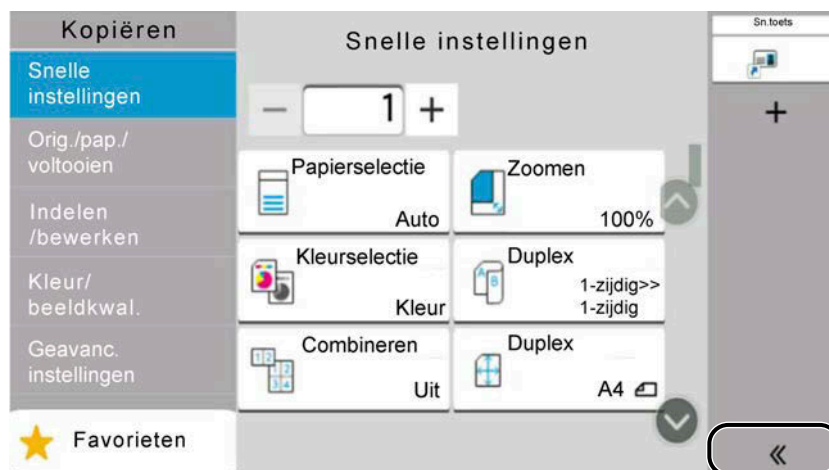 Kopiëren
Snelle
instellingen
Orig./pap./
voltooien
Indelen
/bewerken
Kleur/
beeldkwal.
Geavanc.
instellingen
Favorieten
Snelle instellingen
− 1 +
Papierselectie
Auto
Zoomen
100%
Kleurselectie
Kleur
Duplex
1-zijdig>>
1-zijdig
Combineren
Uit
Duplex
A4
Sn.toets
+
«